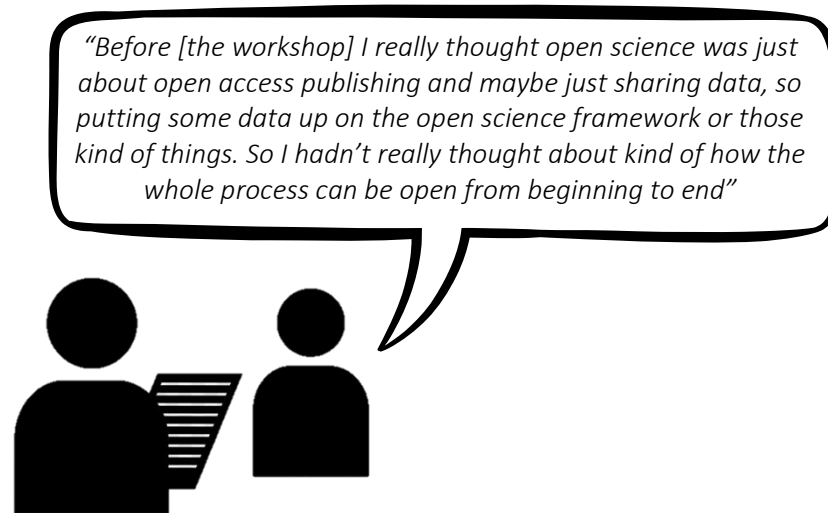 “Before [the workshop] I really thought open science was just
about open access publishing and maybe just sharing data, so
putting some data up on the open science framework or those
kind of things. So I hadn’t really thought about kind of how the
whole process can be open from beginning to end”